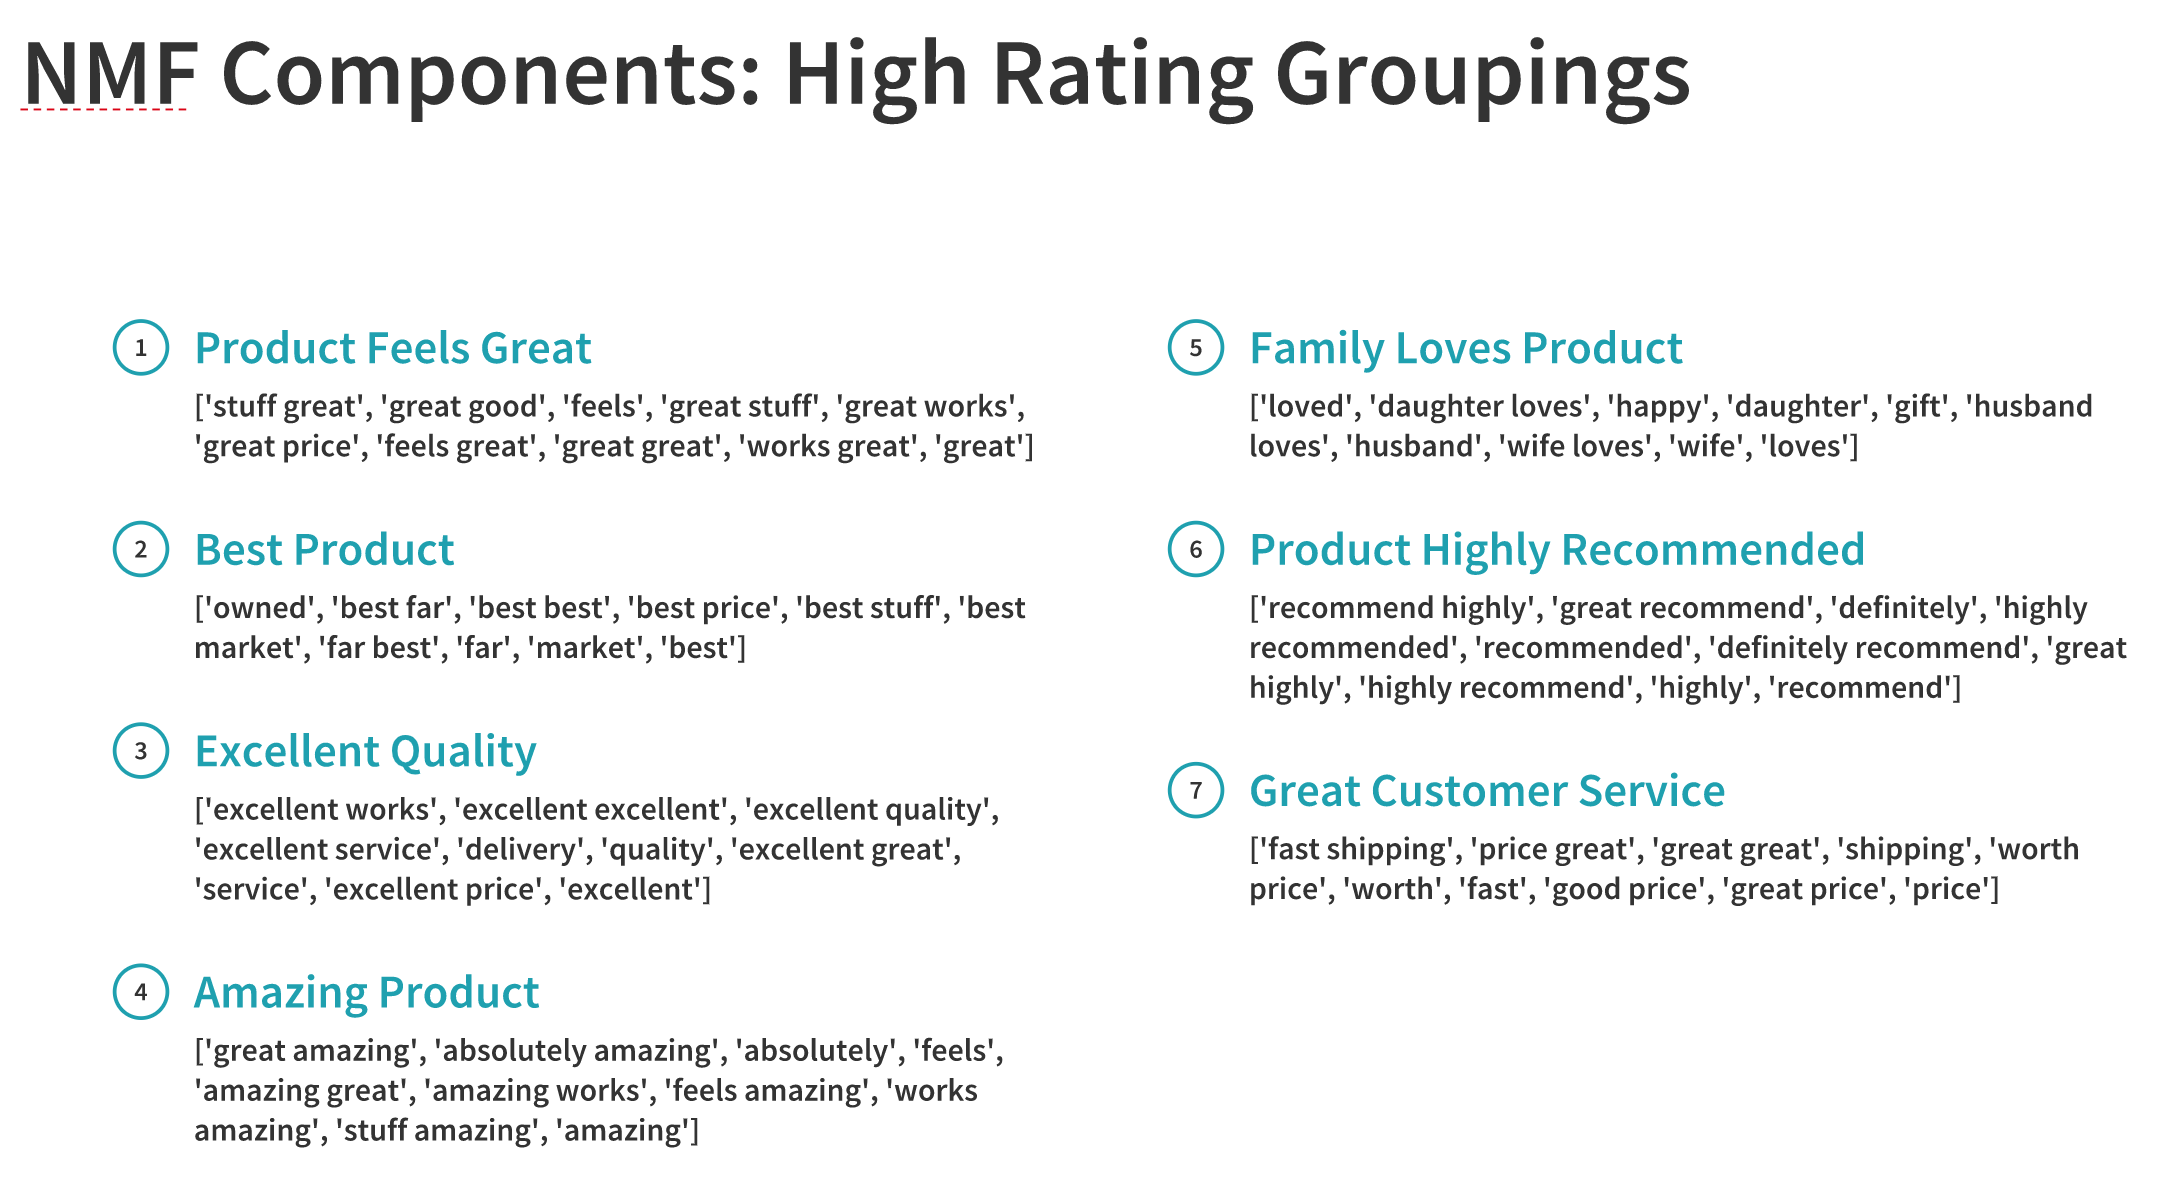 NMF Components: High Rating Groupings
1
Product Feels Great
['stuff great', 'great good', 'feels', 'great stuff', 'great works',
'great price', 'feels great', 'great great', 'works great', 'great']
2
Best Product
['owned', 'best far', 'best best', 'best price', 'best stuff', 'best
market', 'far best', 'far', 'market', 'best']
3
Excellent Quality
['excellent works', 'excellent excellent', 'excellent quality',
'excellent service', 'delivery', 'quality', 'excellent great',
'service', 'excellent price', 'excellent']
4
Amazing Product
['great amazing', 'absolutely amazing', 'absolutely', 'feels',
'amazing great', 'amazing works', 'feels amazing', 'works
amazing', 'stuff amazing', 'amazing']
5
Family Loves Product
['loved', 'daughter loves', 'happy', 'daughter', 'gift', 'husband
loves', 'husband', 'wife loves', 'wife', 'loves']
6
Product Highly Recommended
['recommend highly', 'great recommend', 'definitely', 'highly
recommended', 'recommended', 'definitely recommend', 'great
highly', 'highly recommend', 'highly', 'recommend']
7
Great Customer Service
['fast shipping', 'price great', 'great great', 'shipping', 'worth
price', 'worth', 'fast', 'good price', 'great price', 'price']